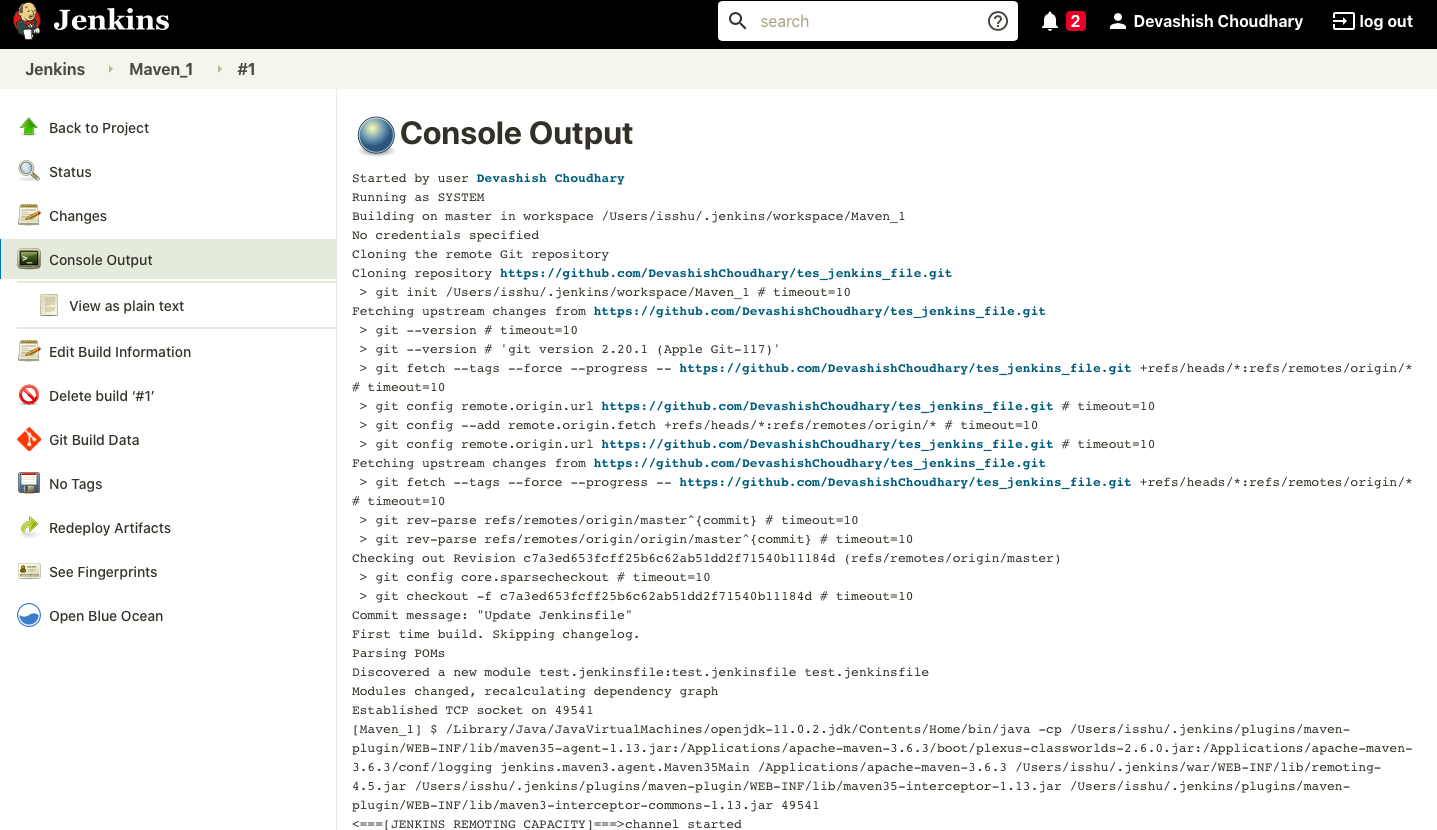 Jenkins
search
2
Devashish Choudhary
log out
Jenkins
Maven_1
#1
Back to Project
Status
Changes
Console Output
View as plain text
Edit Build Information
Delete build ‘#1’
Git Build Data
No Tags
Redeploy Artifacts
See Fingerprints
Open Blue Ocean
Console Output
Started by user Devashish Choudhary
Running as SYSTEM
Building on master in workspace /Users/isshu/.jenkins/workspace/Maven_1
No credentials specified
Cloning the remote Git repository
Cloning repository https://github.com/DevashishChoudhary/tes_jenkins_file.git
 > git init /Users/isshu/.jenkins/workspace/Maven_1 # timeout=10
Fetching upstream changes from https://github.com/DevashishChoudhary/tes_jenkins_file.git
 > git --version # timeout=10
 > git --version # 'git version 2.20.1 (Apple Git-117)'
 > git fetch --tags --force --progress -- https://github.com/DevashishChoudhary/tes_jenkins_file.git +refs/heads/*:refs/remotes/origin/*
# timeout=10
 > git config remote.origin.url https://github.com/DevashishChoudhary/tes_jenkins_file.git # timeout=10
 > git config --add remote.origin.fetch +refs/heads/*:refs/remotes/origin/* # timeout=10
 > git config remote.origin.url https://github.com/DevashishChoudhary/tes_jenkins_file.git # timeout=10
Fetching upstream changes from https://github.com/DevashishChoudhary/tes_jenkins_file.git
 > git fetch --tags --force --progress -- https://github.com/DevashishChoudhary/tes_jenkins_file.git +refs/heads/*:refs/remotes/origin/*
# timeout=10
 > git rev-parse refs/remotes/origin/master^{commit} # timeout=10
 > git rev-parse refs/remotes/origin/origin/master^{commit} # timeout=10
Checking out Revision c7a3ed653fcff25b6c62ab51dd2f71540b11184d (refs/remotes/origin/master)
 > git config core.sparsecheckout # timeout=10
 > git checkout -f c7a3ed653fcff25b6c62ab51dd2f71540b11184d # timeout=10
Commit message: "Update Jenkinsfile"
First time build. Skipping changelog.
Parsing POMs
Discovered a new module test.jenkinsfile:test.jenkinsfile test.jenkinsfile
Modules changed, recalculating dependency graph
Established TCP socket on 49541
[Maven_1] $ /Library/Java/JavaVirtualMachines/openjdk-11.0.2.jdk/Contents/Home/bin/java -cp /Users/isshu/.jenkins/plugins/maven-
plugin/WEB-INF/lib/maven35-agent-1.13.jar:/Applications/apache-maven-3.6.3/boot/plexus-classworlds-2.6.0.jar:/Applications/apache-maven-
3.6.3/conf/logging jenkins.maven3.agent.Maven35Main /Applications/apache-maven-3.6.3 /Users/isshu/.jenkins/war/WEB-INF/lib/remoting-
4.5.jar /Users/isshu/.jenkins/plugins/maven-plugin/WEB-INF/lib/maven35-interceptor-1.13.jar /Users/isshu/.jenkins/plugins/maven-
plugin/WEB-INF/lib/maven3-interceptor-commons-1.13.jar 49541
<===[JENKINS REMOTING CAPACITY]===>channel started